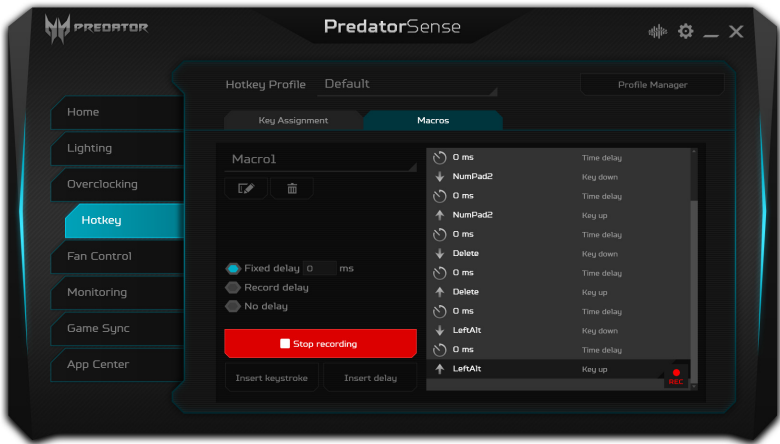 PREDATOR
PredatorSense
Hotkey Profile Default
Profile Manager
Home
Lighting
Overclocking
Hotkey
Fan Control
Monitoring
Game Sync
App Center
Key Assignment
Macros
Macro1
Fixed delay 0 ms
Record delay
No delay
Stop recording
Insert keystroke
Insert delay
0 ms Time delay
NumPad2 Key down
0 ms Time delay
NumPad2 Key up
0 ms Time delay
Delete Key down
0 ms Time delay
Delete Key up
0 ms Time delay
LeftAlt Key down
0 ms Time delay
LeftAlt Key up
REC